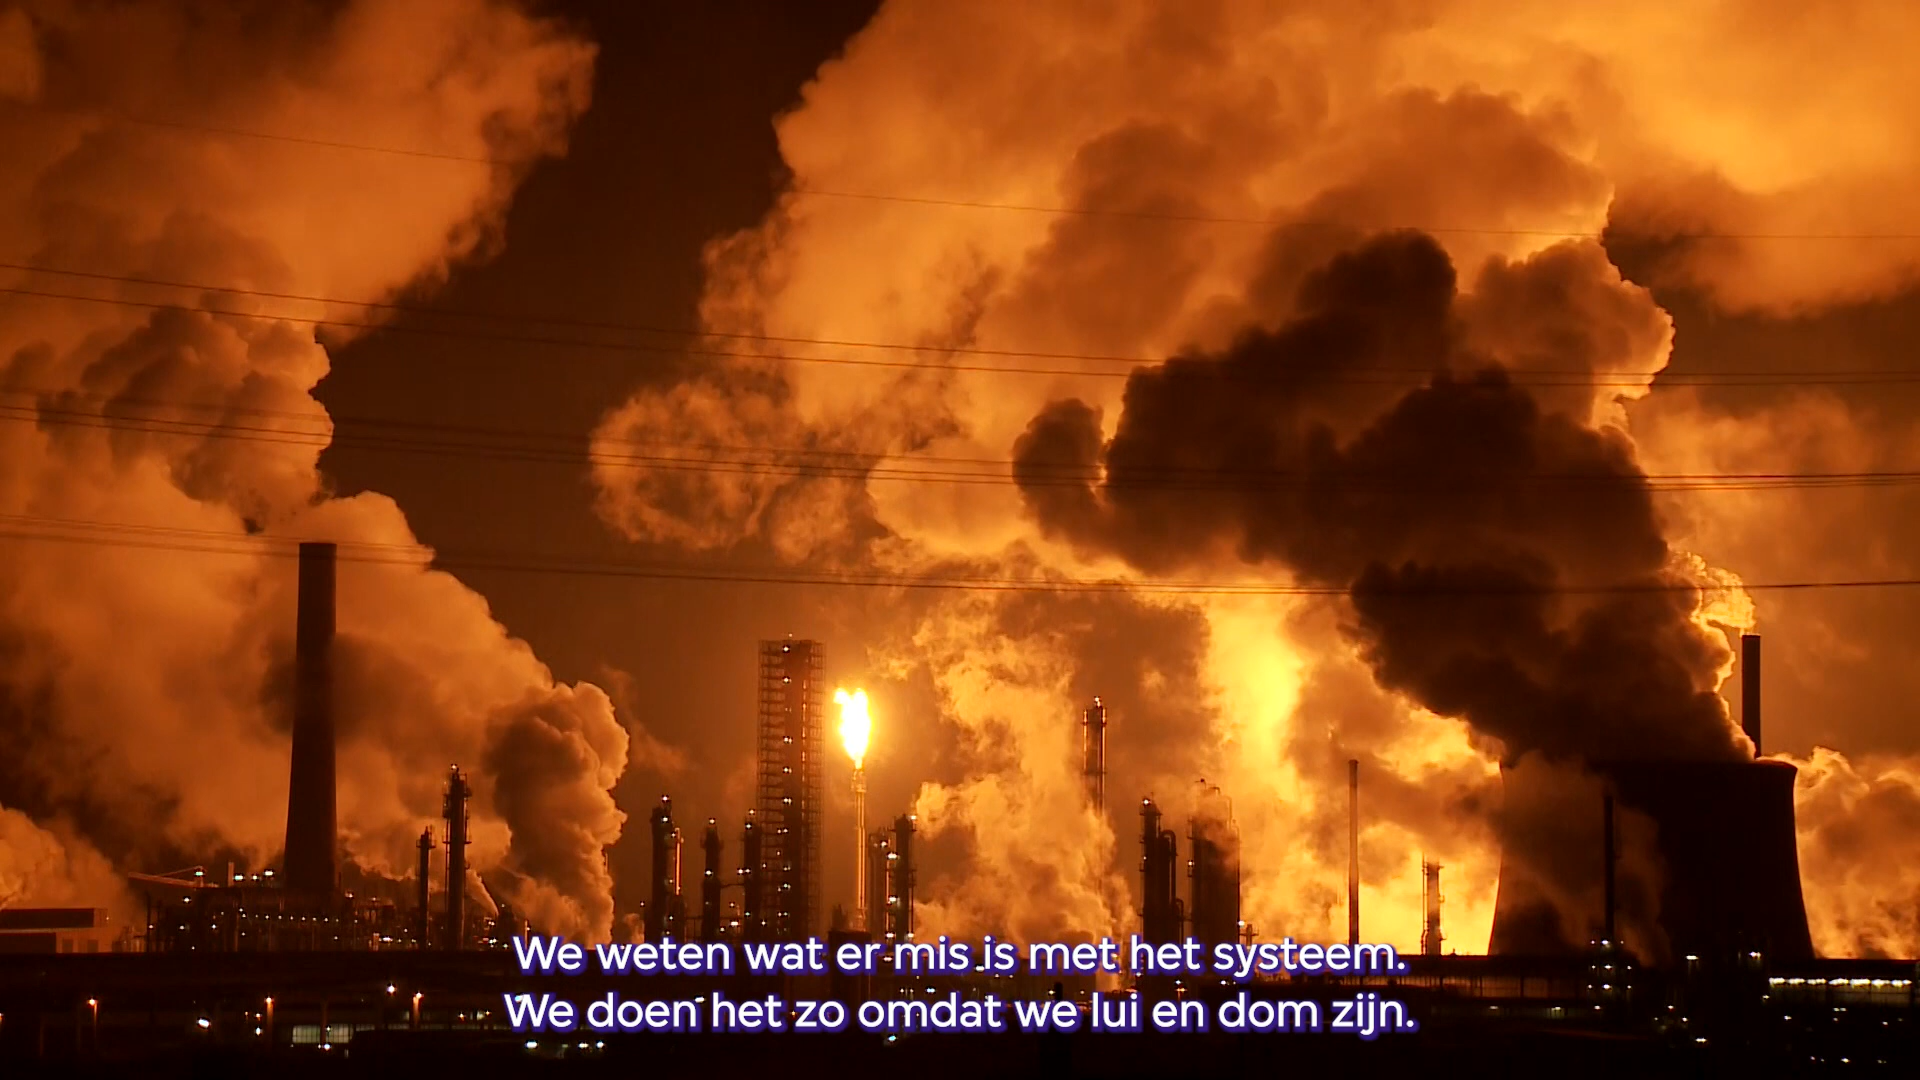 We weten wat er mis is met het systeem.
We doen het zo omdat we lui en dom zijn.